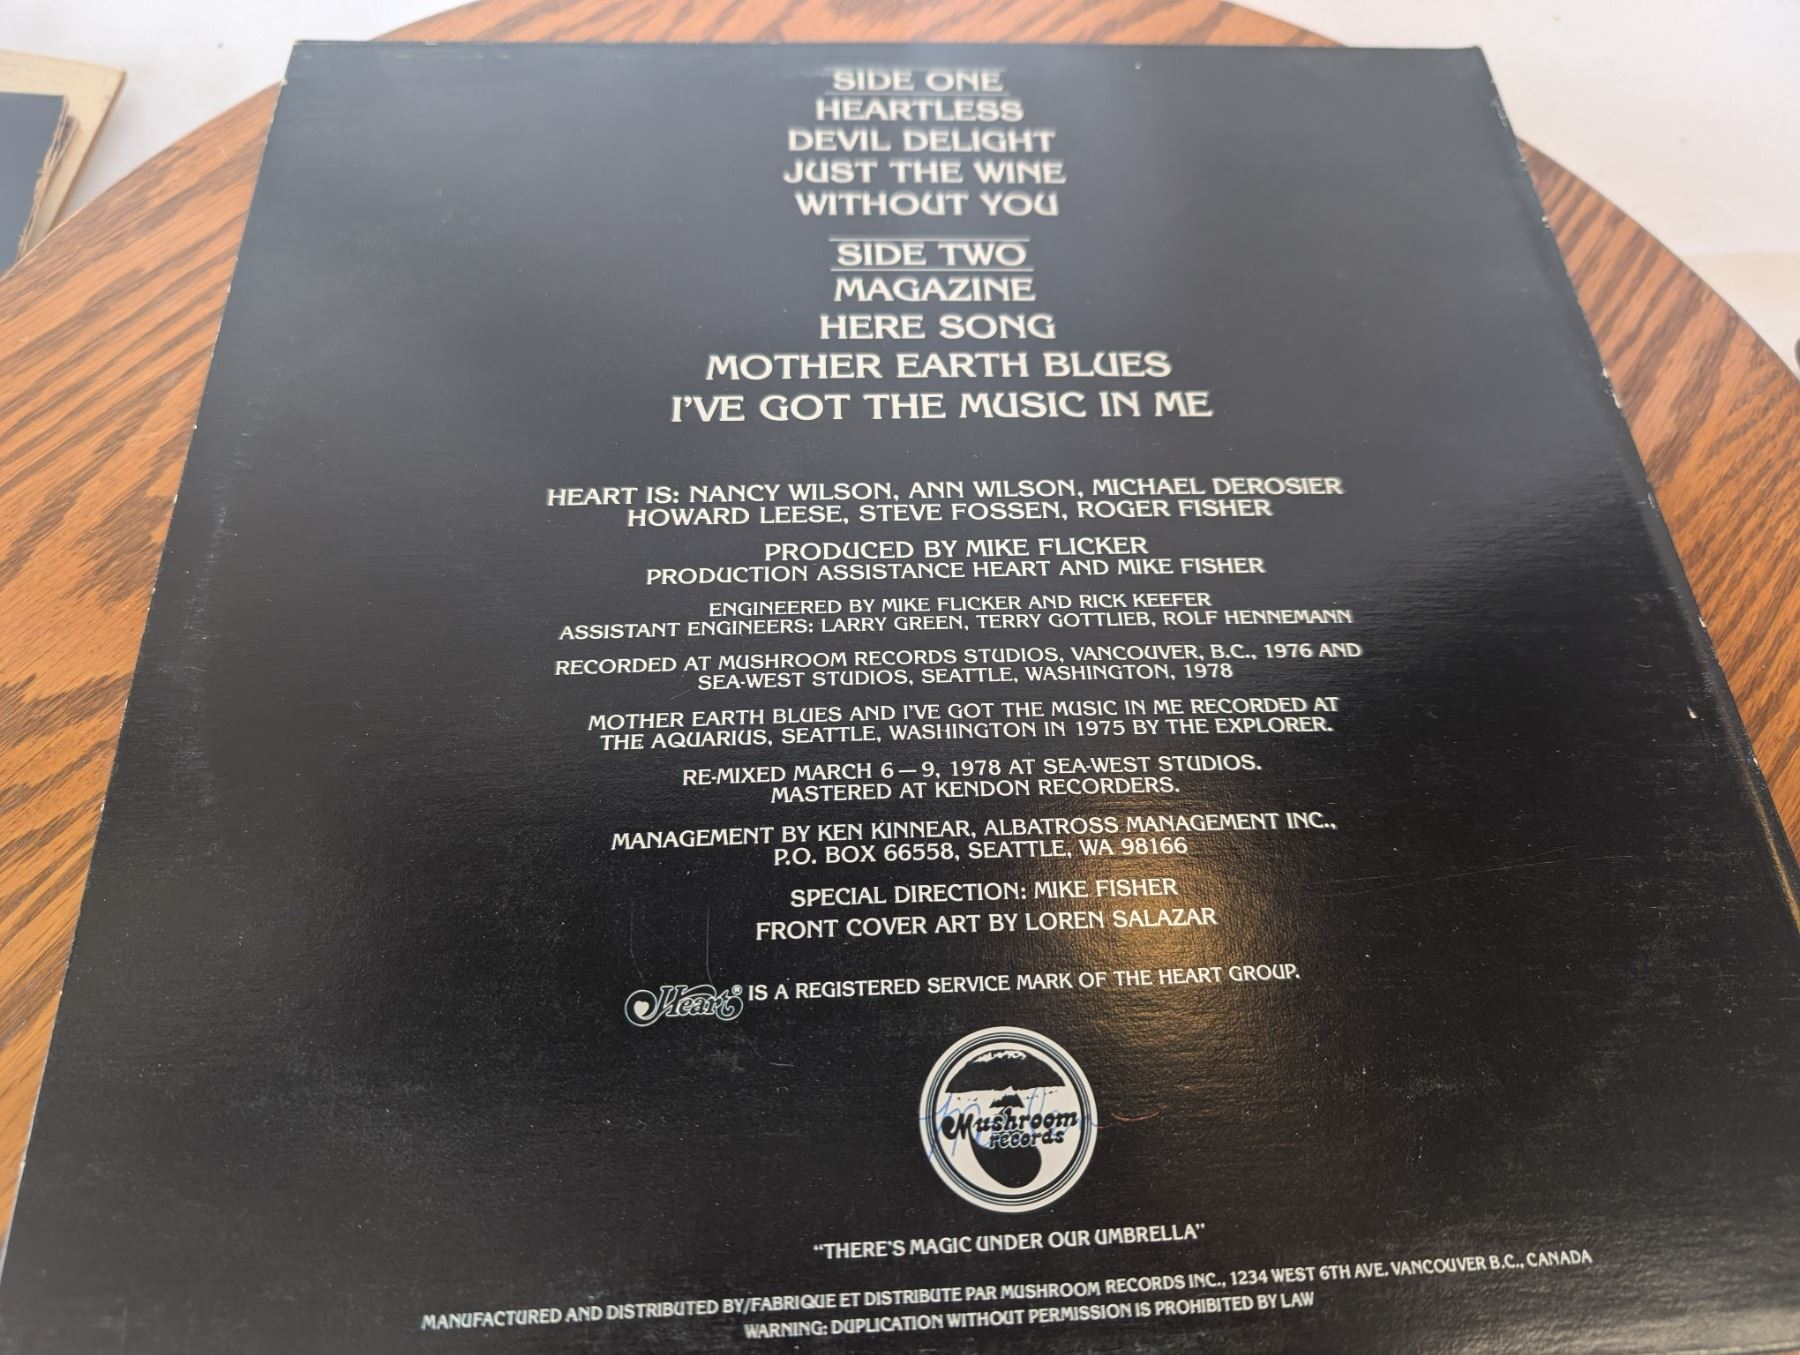 SIDE ONE
HEARTLESS
DEVIL DELIGHT
JUST THE WINE
WITHOUT YOU
SIDE TWO
MAGAZINE
HERE SONG
MOTHER EARTH BLUES
I'VE GOT THE MUSIC IN ME
HEART IS: NANCY WILSON, ANN WILSON, MICHAEL DEROSIER
HOWARD LEESE, STEVE FOSSEN, ROGER FISHER
PRODUCED BY MIKE FLICKER
PRODUCTION ASSISTANCE HEART AND MIKE FISHER
ENGINEERED BY MIKE FLICKER AND RICK KEEFER
ASSISTANT ENGINEERS: LARRY GREEN, TERRY GOTTLIEB, ROLF HENNEMANN
RECORDED AT MUSHROOM RECORDS STUDIOS, VANCOUVER, B.C., 1976 AND
SEA-WEST STUDIOS, SEATTLE, WASHINGTON, 1978
MOTHER EARTH BLUES AND I'VE GOT THE MUSIC IN ME RECORDED AT
THE AQUARIUS, SEATTLE, WASHINGTON IN 1975 BY THE EXPLORER.
RE-MIXED MARCH 6 – 9, 1978 AT SEA-WEST STUDIOS.
MASTERED AT KENDON RECORDERS.
MANAGEMENT BY KEN KINNEAR, ALBATROSS MANAGEMENT INC.,
P.O. BOX 66558, SEATTLE, WA 98166
SPECIAL DIRECTION: MIKE FISHER
FRONT COVER ART BY LOREN SALAZAR
Heart® IS A REGISTERED SERVICE MARK OF THE HEART GROUP.
Mushroom
records
"THERE'S MAGIC UNDER OUR UMBRELLA"
MANUFACTURED AND DISTRIBUTED BY/FABRIQUE ET DISTRIBUTE PAR MUSHROOM RECORDS INC., 1234 WEST 6TH AVE. VANCOUVER B.C., CANADA
WARNING: DUPLICATION WITHOUT PERMISSION IS PROHIBITED BY LAW